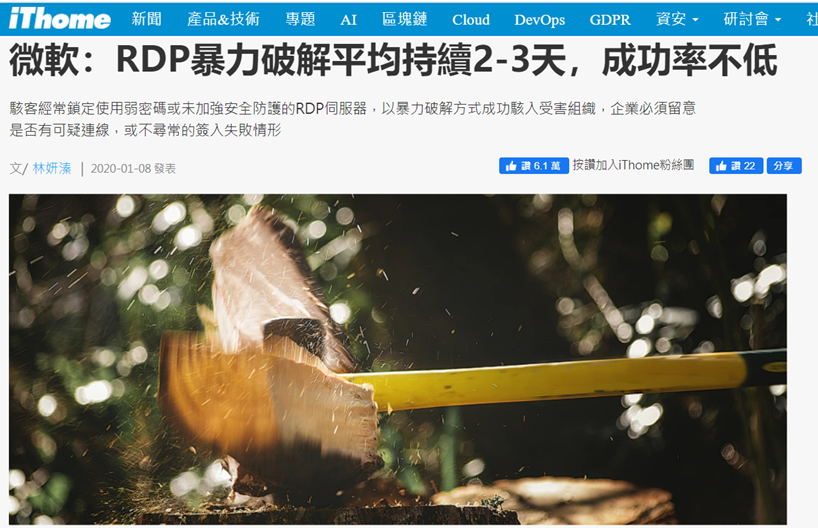 iThome 新聞 產品&技術 專題 AI 區塊鏈 Cloud DevOps GDPR 資安 研討會 社
微軟：RDP暴力破解平均持續2-3天，成功率不低
駭客經常鎖定使用弱密碼或未加強安全防護的RDP伺服器，以暴力破解方式成功駭入受害組織，企業必須留意
是否有可疑連線，或不尋常的簽入失敗情形
文/ 林妍溱 | 2020-01-08 發表 讚 6.1 萬 按讚加入iThome粉絲團 讚 22 分享